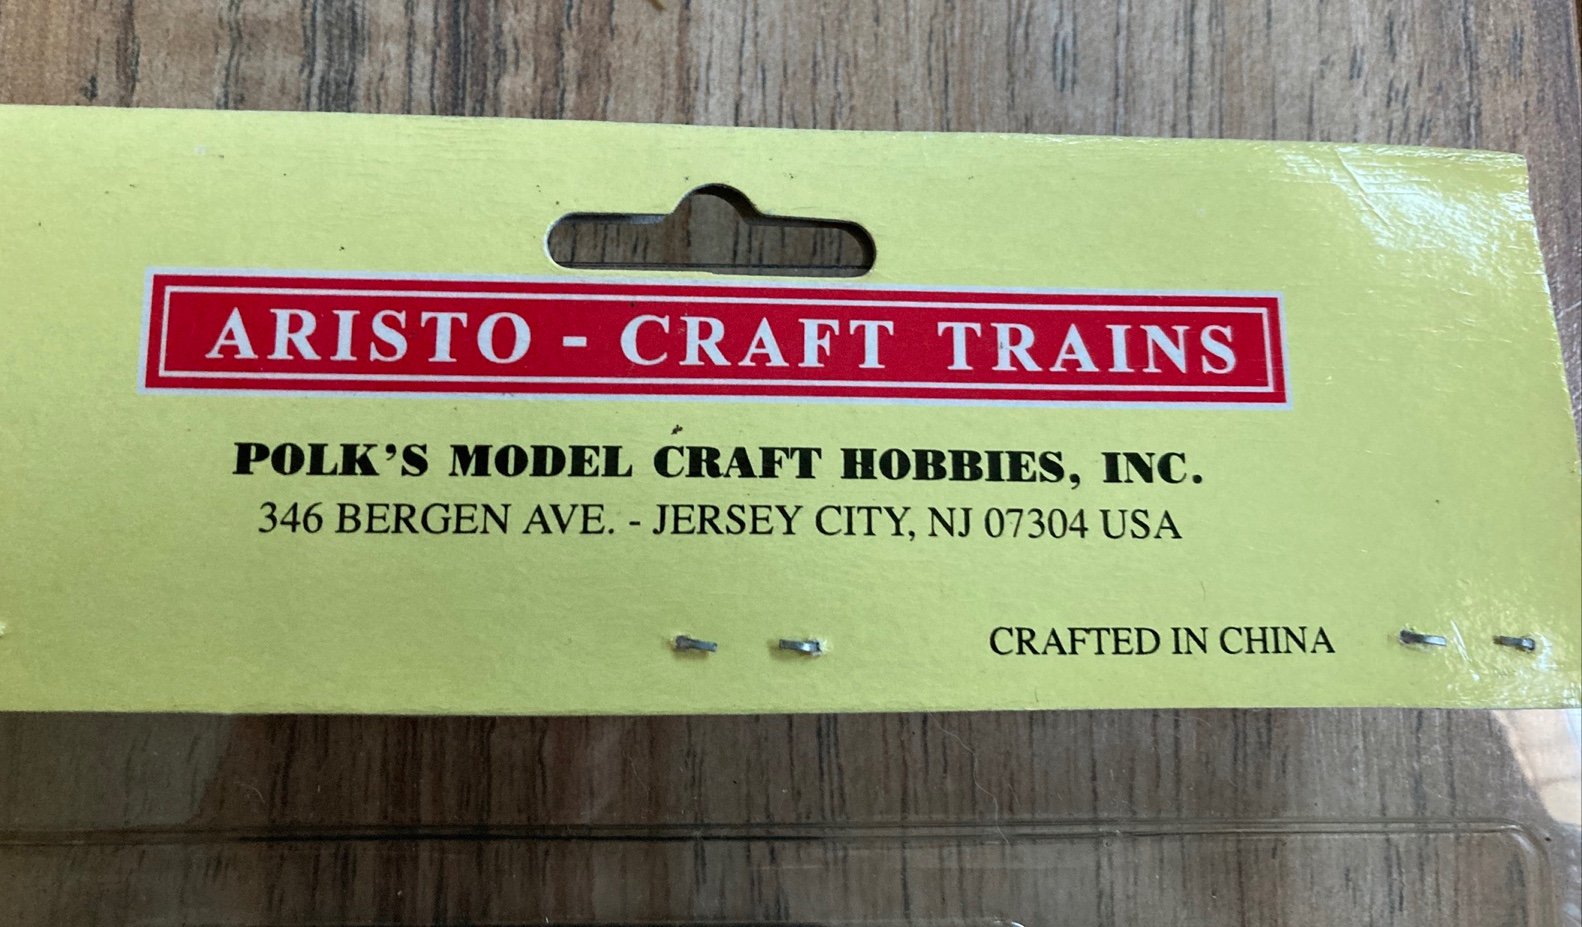 ARISTO - CRAFT TRAINS
POLK'S MODEL CRAFT HOBBIES, INC.
346 BERGEN AVE. - JERSEY CITY, NJ 07304 USA
CRAFTED IN CHINA